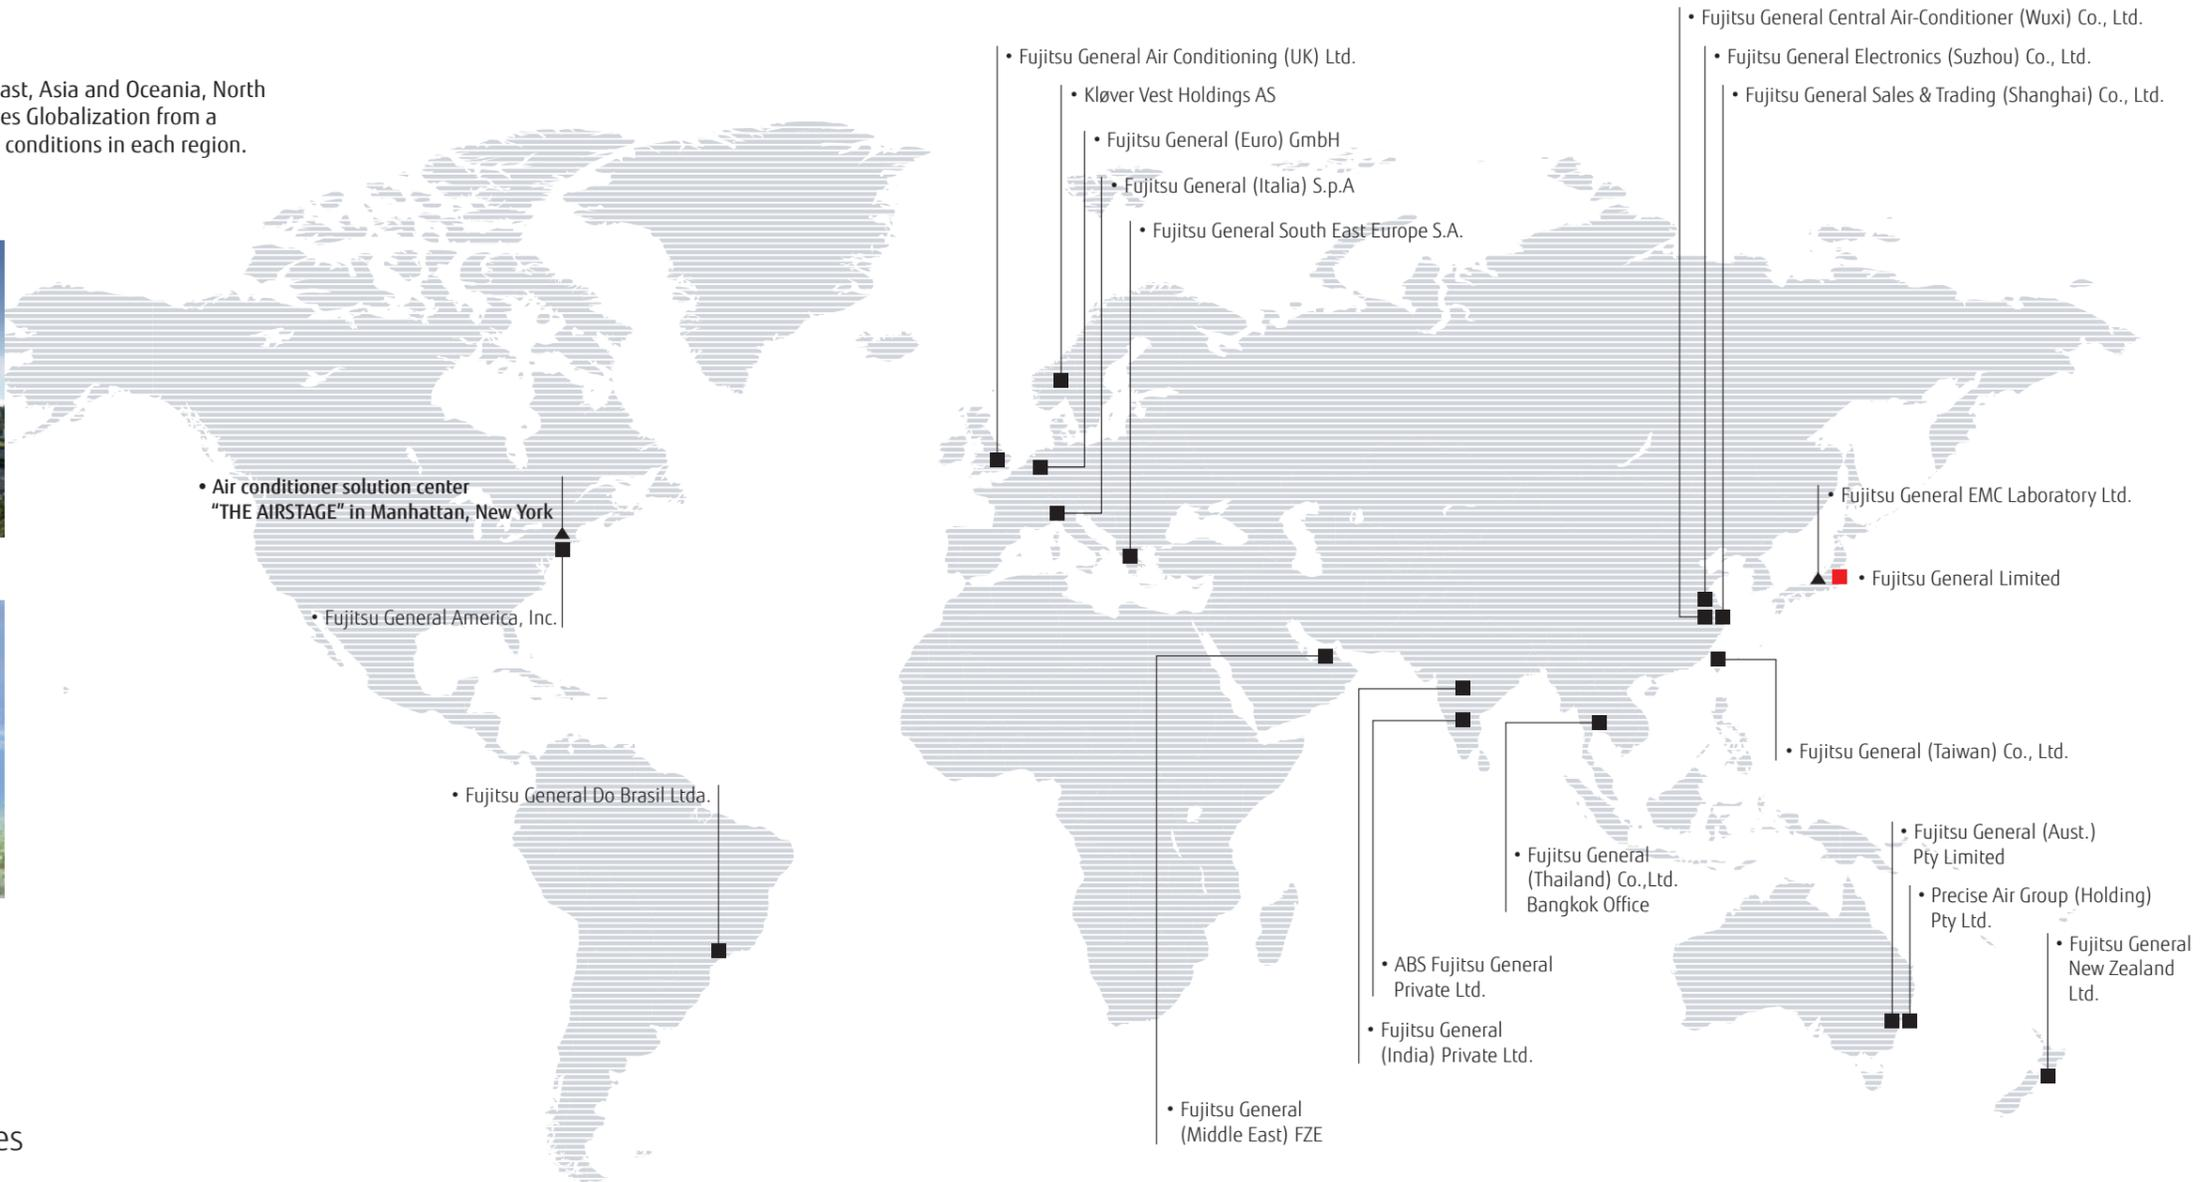 ast, Asia and Oceania, North
es Globalization from a
conditions in each region.
• Fujitsu General Air Conditioning (UK) Ltd.
• Kløver Vest Holdings AS
• Fujitsu General (Euro) GmbH
• Fujitsu General (Italia) S.p.A
• Fujitsu General South East Europe S.A.
• Fujitsu General Central Air-Conditioner (Wuxi) Co., Ltd.
• Fujitsu General Electronics (Suzhou) Co., Ltd.
• Fujitsu General Sales & Trading (Shanghai) Co., Ltd.
• Air conditioner solution center
“THE AIRSTAGE” in Manhattan, New York
• Fujitsu General America, Inc.
• Fujitsu General EMC Laboratory Ltd.
• Fujitsu General Limited
• Fujitsu General (Taiwan) Co., Ltd.
• Fujitsu General Do Brasil Ltda.
• Fujitsu General
(Thailand) Co.,Ltd.
Bangkok Office
• Fujitsu General (Aust.)
Pty Limited
• Precise Air Group (Holding)
Pty Ltd.
• Fujitsu General
New Zealand
Ltd.
• ABS Fujitsu General
Private Ltd.
• Fujitsu General
(India) Private Ltd.
• Fujitsu General
(Middle East) FZE
es